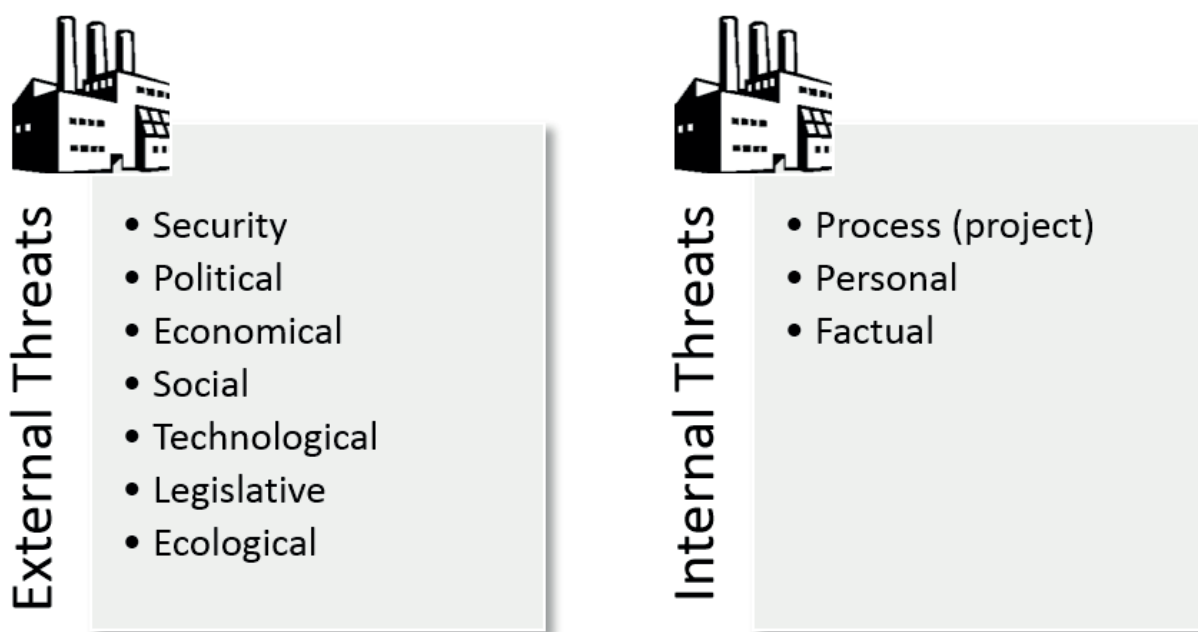 External Threats
• Security
• Political
• Economical
• Social
• Technological
• Legislative
• Ecological
Internal Threats
• Process (project)
• Personal
• Factual